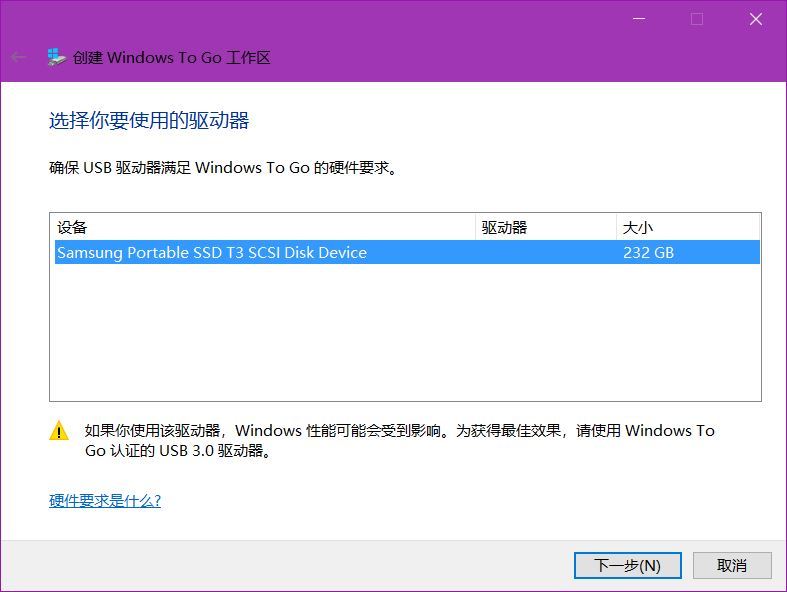 创建 Windows To Go 工作区
选择你要使用的驱动器
确保 USB 驱动器满足 Windows To Go 的硬件要求。
设备 驱动器 大小
Samsung Portable SSD T3 SCSI Disk Device 232 GB
如果你使用该驱动器，Windows 性能可能会受到影响。为获得最佳效果，请使用 Windows To
Go 认证的 USB 3.0 驱动器。
硬件要求是什么?
下一步(N) 取消